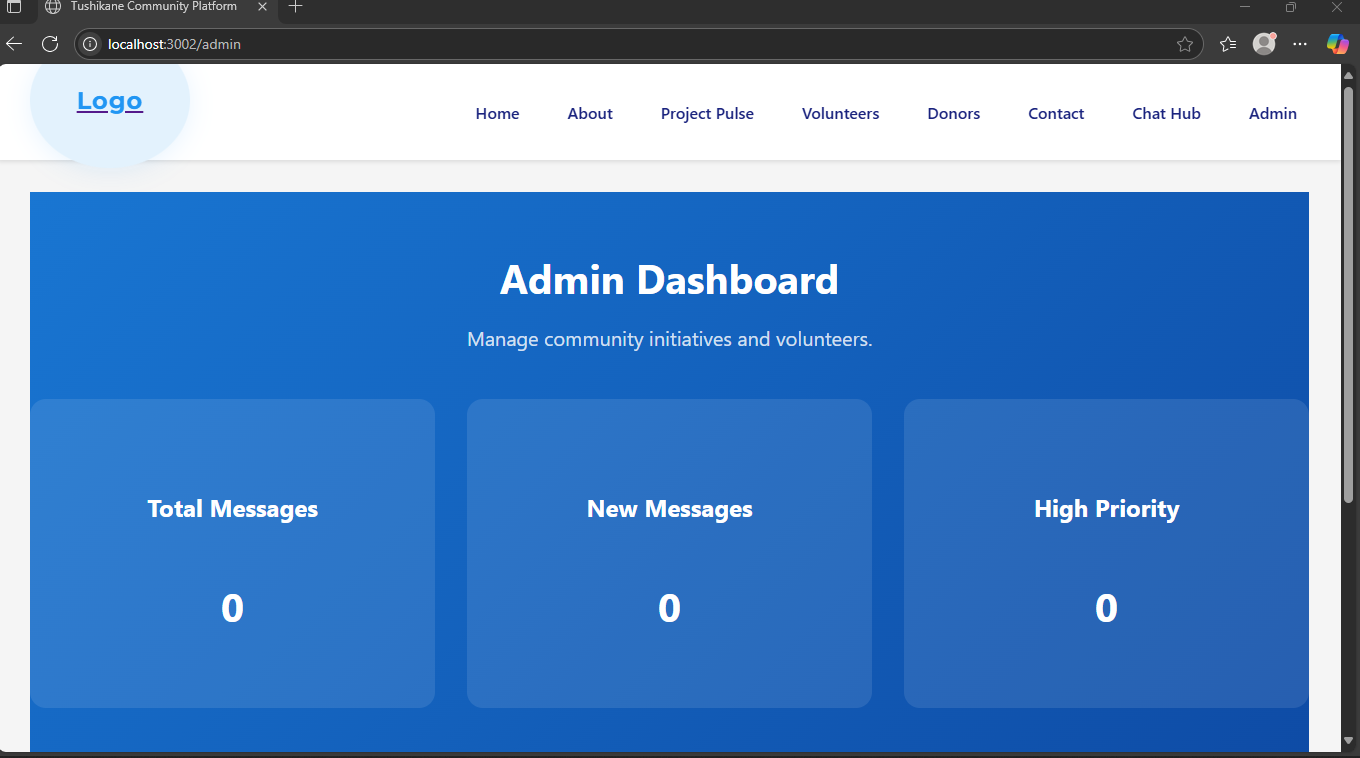 Tushikane Community Platform
localhost:3002/admin
Logo
Home About Project Pulse Volunteers Donors Contact Chat Hub Admin
Admin Dashboard
Manage community initiatives and volunteers.
Total Messages New Messages High Priority
0 0 0